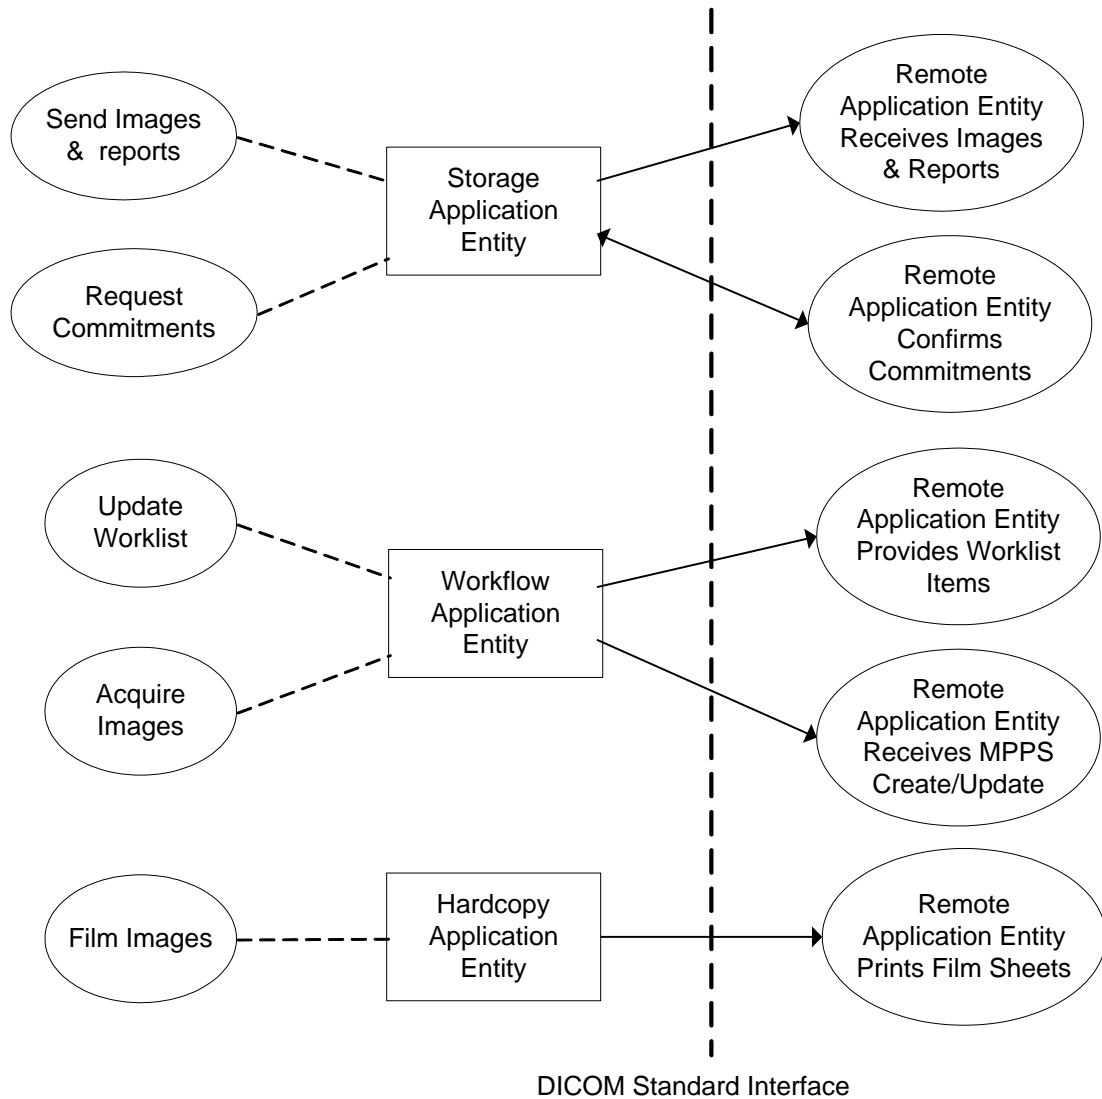 Send Images
& reports
Request
Commitments
Storage
Application
Entity
Remote
Application Entity
Receives Images
& Reports
Remote
Application Entity
Confirms
Commitments
Update
Worklist
Acquire
Images
Workflow
Application
Entity
Remote
Application Entity
Provides Worklist
Items
Remote
Application Entity
Receives MPPS
Create/Update
Film Images
Hardcopy
Application
Entity
Remote
Application Entity
Prints Film Sheets
DICOM Standard Interface